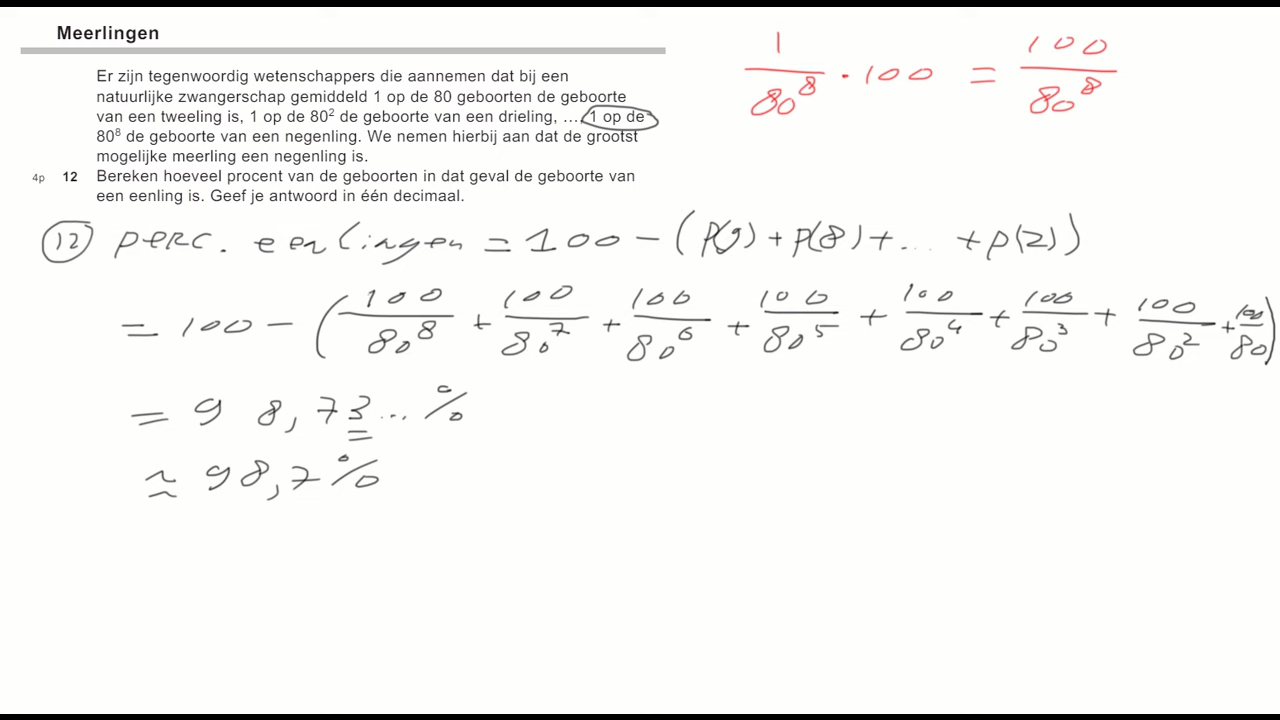 Meerlingen
Er zijn tegenwoordig wetenschappers die aannemen dat bij een
natuurlijke zwangerschap gemiddeld 1 op de 80 geboorten de geboorte
van een tweeling is, 1 op de 80² de geboorte van een drieling, …, 1 op de
80⁸ de geboorte van een negenling. We nemen hierbij aan dat de grootst
mogelijke meerling een negenling is.
4p 12 Bereken hoeveel procent van de geboorten in dat geval de geboorte van
een eenling is. Geef je antwoord in één decimaal.
1/80⁸ · 100 = 100/80⁸
12 perc. eenlingen = 100 - (p(9) + p(8) + ... + p(2))
= 100 - (100/80⁸ + 100/80⁷ + 100/80⁶ + 100/80⁵ + 100/80⁴ + 100/80³ + 100/80² + 100/80)
= 98,73...%
≈ 98,7%